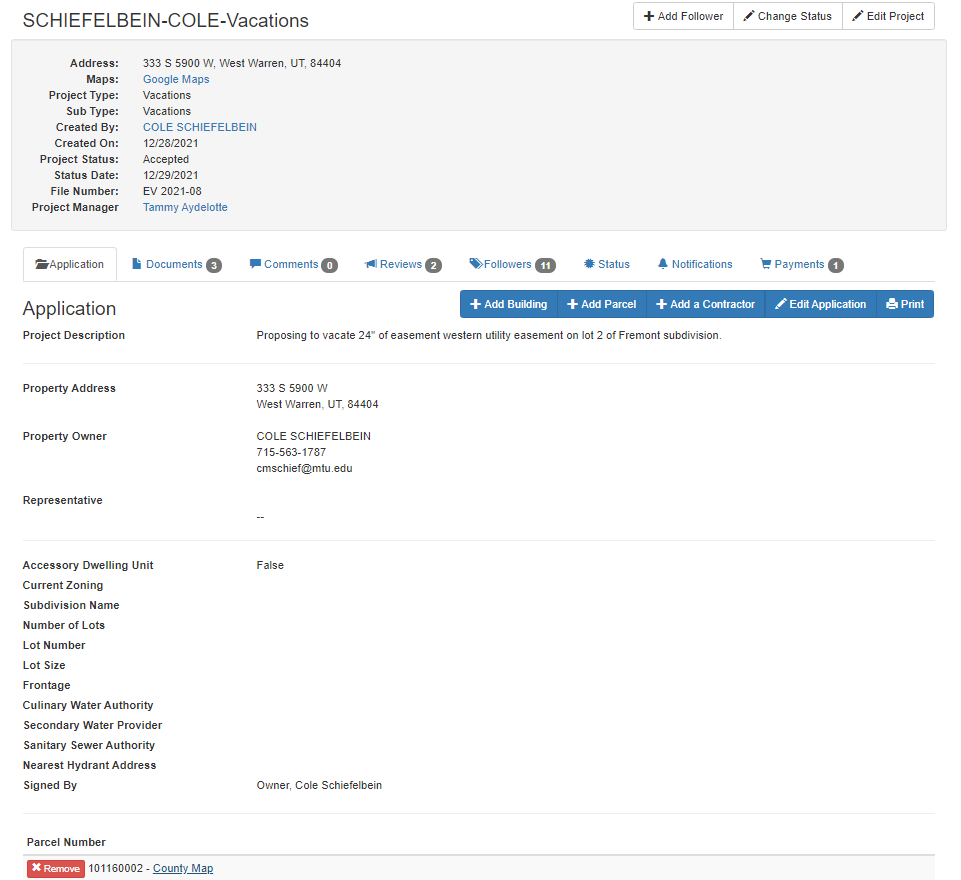 SCHIEFELBEIN-COLE-Vacations
Add Follower Change Status Edit Project
Address: 333 S 5900 W, West Warren, UT, 84404
Maps: Google Maps
Project Type: Vacations
Sub Type: Vacations
Created By: COLE SCHIEFELBEIN
Created On: 12/28/2021
Project Status: Accepted
Status Date: 12/29/2021
File Number: EV 2021-08
Project Manager Tammy Aydelotte
Application Documents 3 Comments 0 Reviews 2 Followers 11 Status Notifications Payments 1
Application
Add Building Add Parcel Add a Contractor Edit Application Print
Project Description Proposing to vacate 24" of easement western utility easement on lot 2 of Fremont subdivision.
Property Address 333 S 5900 W
West Warren, UT, 84404
Property Owner COLE SCHIEFELBEIN
715-563-1787
cmschief@mtu.edu
Representative
--
Accessory Dwelling Unit False
Current Zoning
Subdivision Name
Number of Lots
Lot Number
Lot Size
Frontage
Culinary Water Authority
Secondary Water Provider
Sanitary Sewer Authority
Nearest Hydrant Address
Signed By Owner, Cole Schiefelbein
Parcel Number
Remove 101160002 - County Map